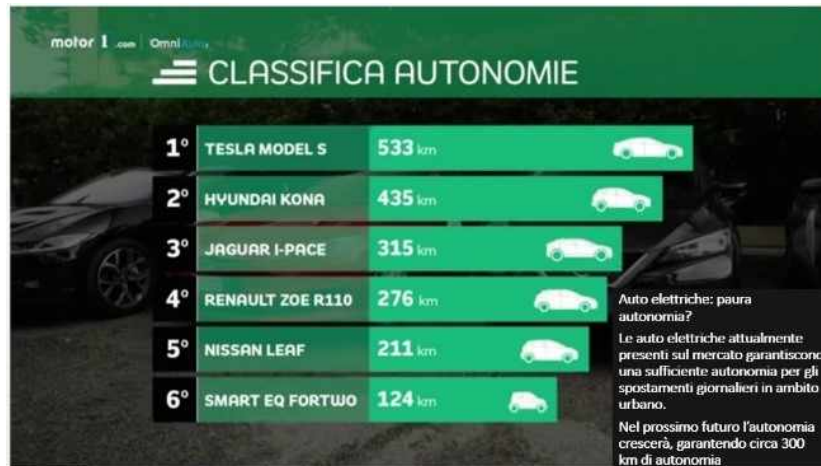 motor 1 .com | OmniAuto.it
CLASSIFICA AUTONOMIE
1° TESLA MODEL S 533 km
2° HYUNDAI KONA 435 km
3° JAGUAR I-PACE 315 km
4° RENAULT ZOE R110 276 km
5° NISSAN LEAF 211 km
6° SMART EQ FORTWO 124 km
Auto elettriche: paura
autonomia?
Le auto elettriche attualmente
presenti sul mercato garantiscono
una sufficiente autonomia per gli
spostamenti giornalieri in ambito
urbano.
Nel prossimo futuro l'autonomia
crescerà, garantendo circa 300
km di autonomia